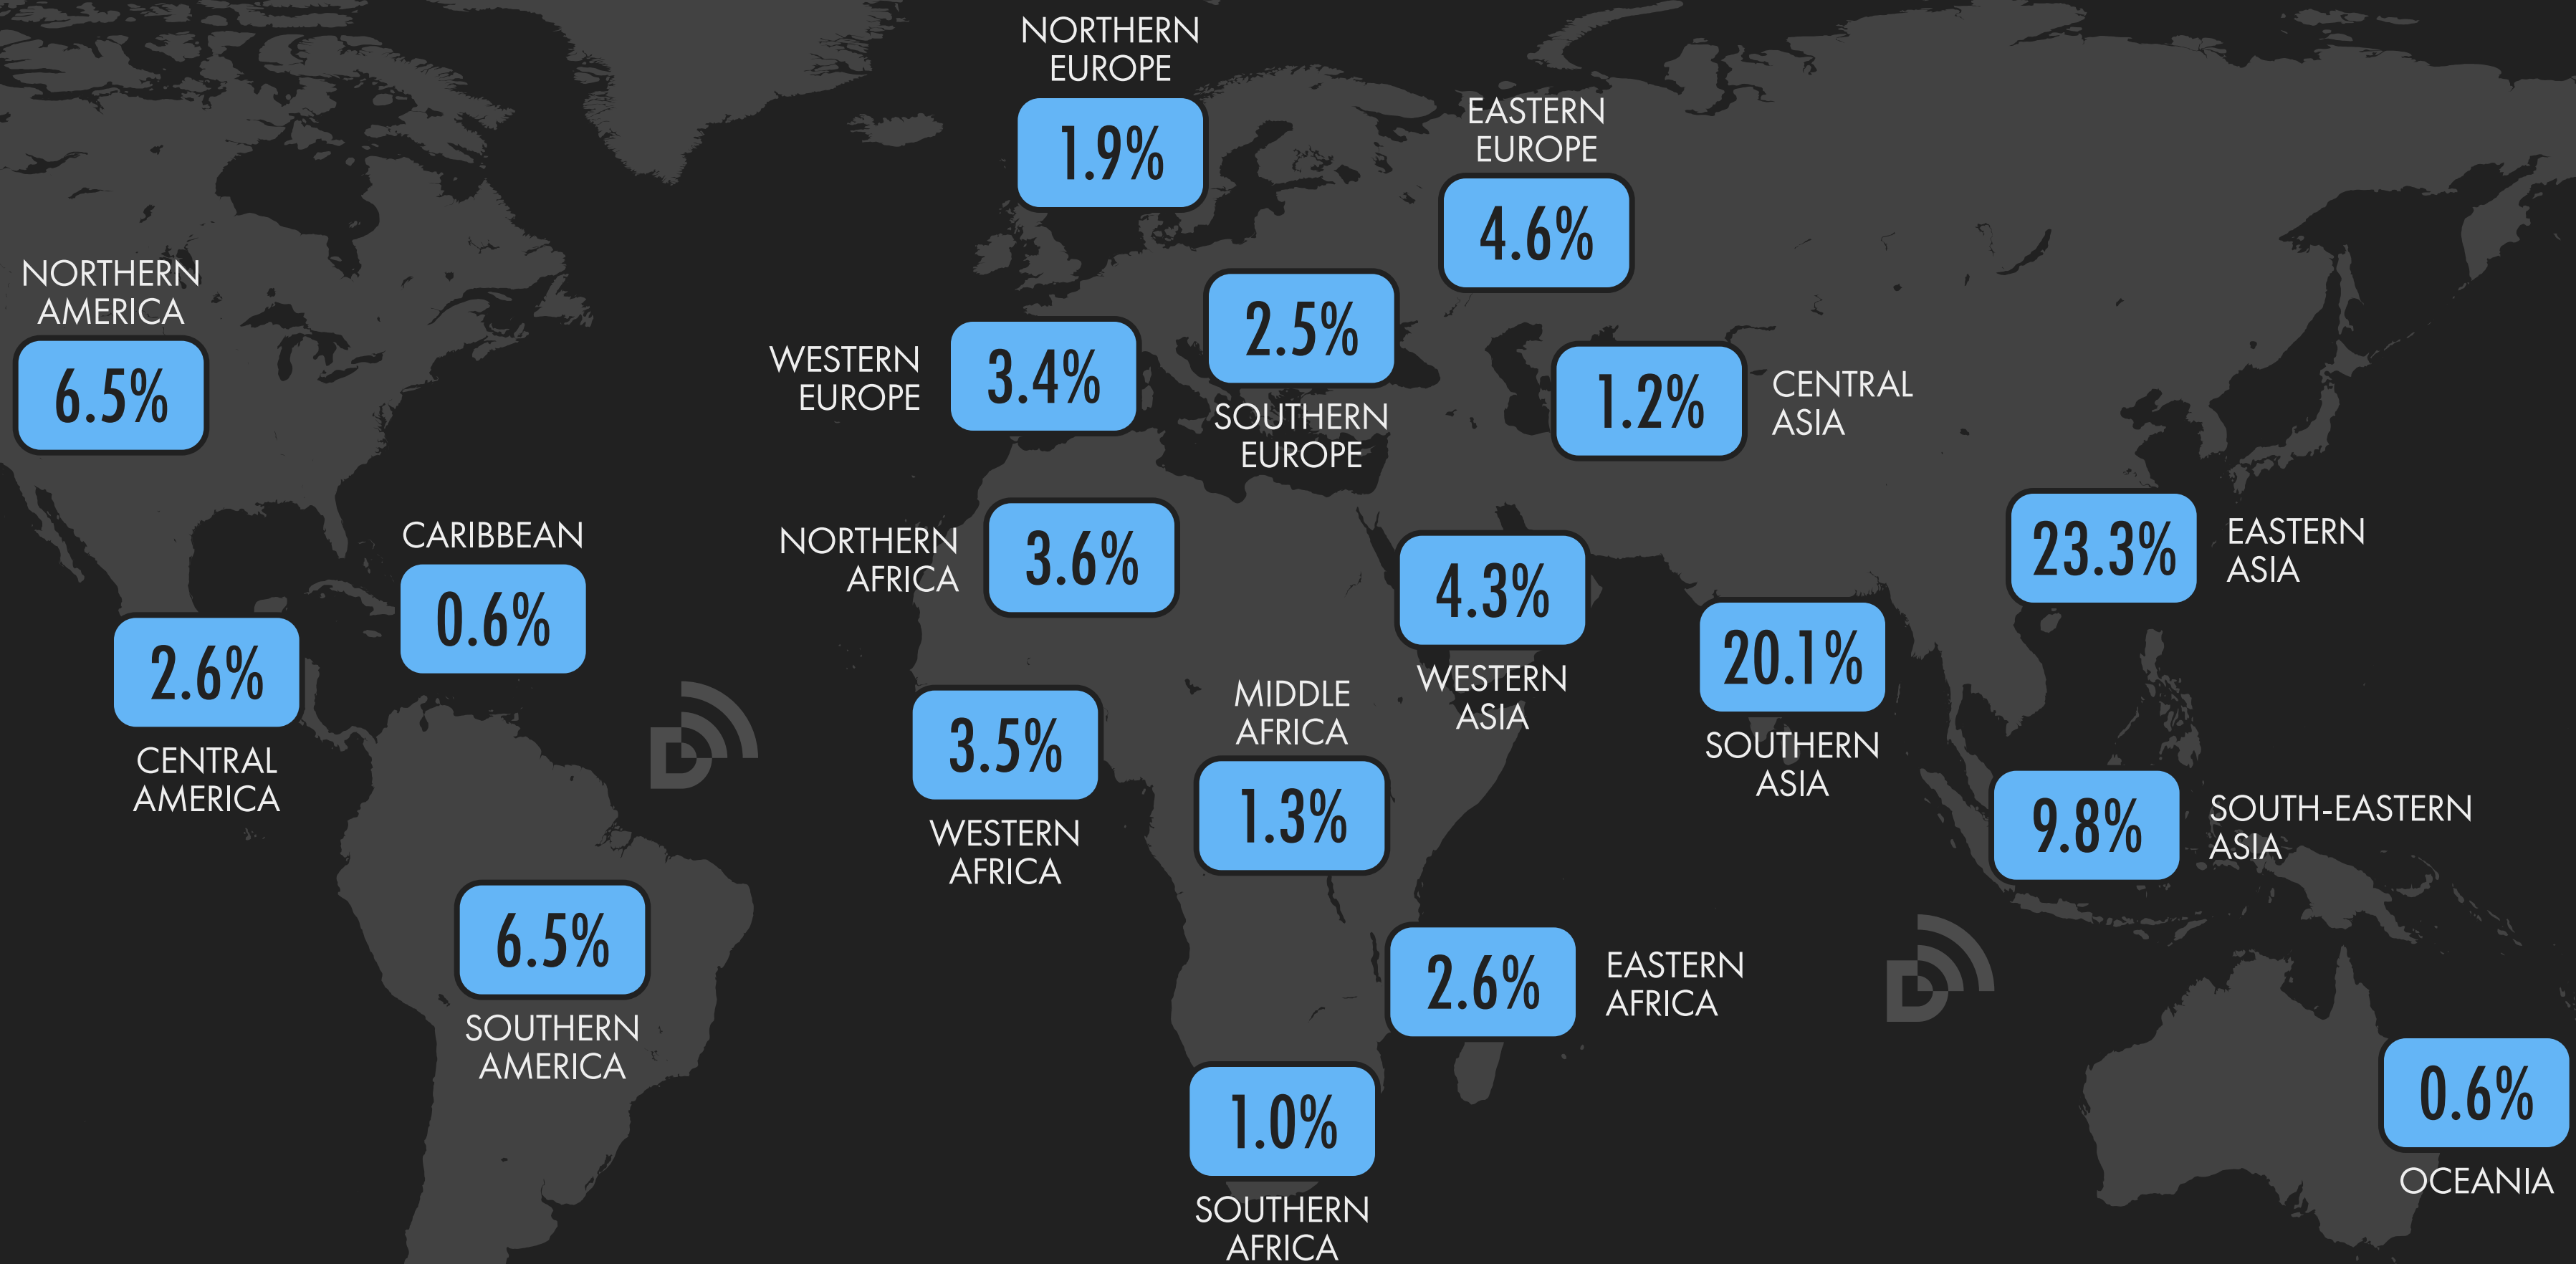 NORTHERN
EUROPE
1.9%
EASTERN
EUROPE
4.6%
NORTHERN
AMERICA
6.5%
WESTERN
EUROPE
3.4%
2.5%
SOUTHERN
EUROPE
1.2%
CENTRAL
ASIA
CARIBBEAN
0.6%
NORTHERN
AFRICA
3.6%
4.3%
WESTERN
ASIA
23.3%
EASTERN
ASIA
2.6%
CENTRAL
AMERICA
20.1%
SOUTHERN
ASIA
3.5%
WESTERN
AFRICA
MIDDLE
AFRICA
1.3%
9.8%
SOUTH-EASTERN
ASIA
6.5%
SOUTHERN
AMERICA
2.6%
EASTERN
AFRICA
1.0%
SOUTHERN
AFRICA
0.6%
OCEANIA